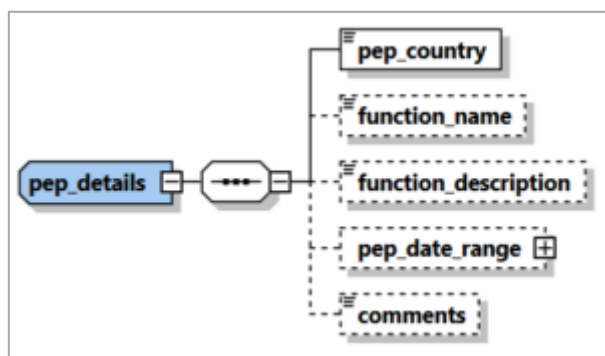 pep_country
function_name
pep_details
function_description
pep_date_range
comments